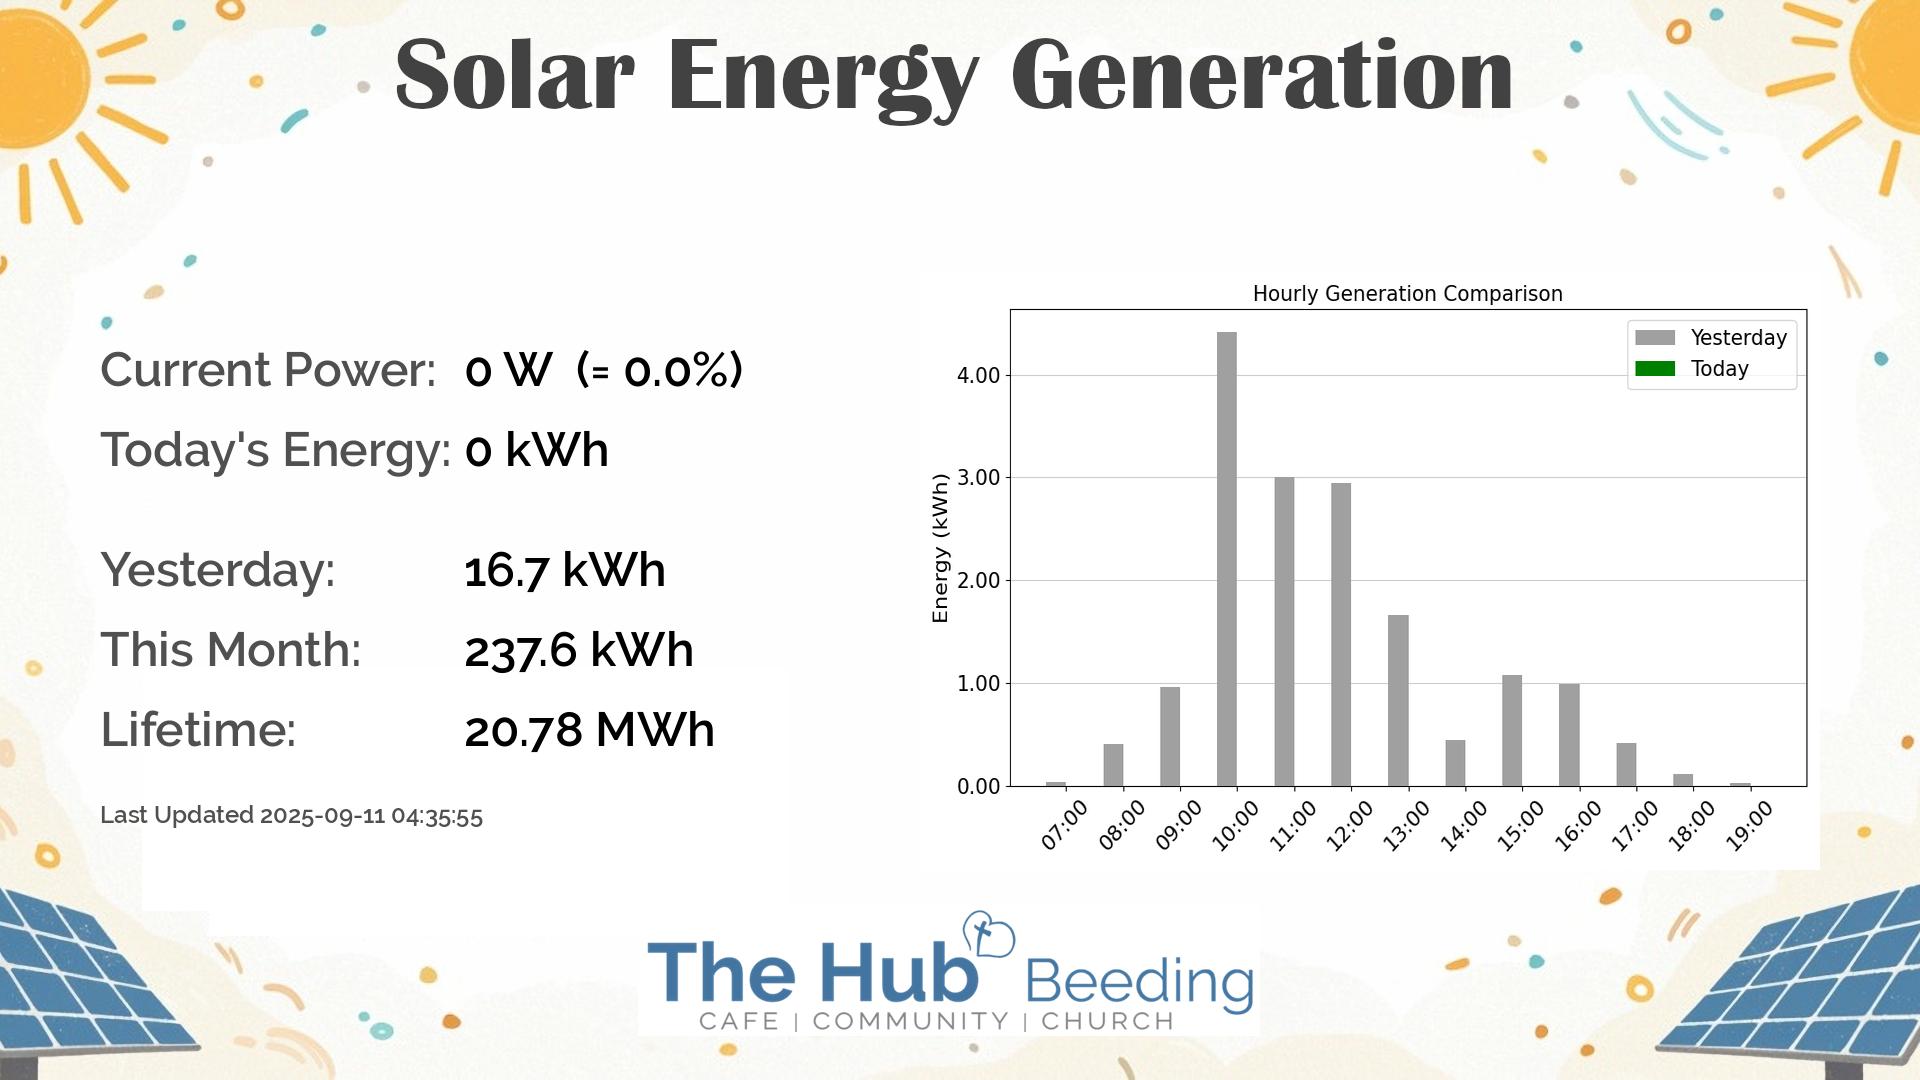 Solar Energy Generation
Current Power: 0 W (= 0.0%)
Today's Energy: 0 kWh
Yesterday: 16.7 kWh
This Month: 237.6 kWh
Lifetime: 20.78 MWh
Last Updated 2025-09-11 04:35:55
Hourly Generation Comparison
Yesterday
Today
Energy (kWh)
4.00
3.00
2.00
1.00
0.00
07:00 08:00 09:00 10:00 11:00 12:00 13:00 14:00 15:00 16:00 17:00 18:00 19:00
The Hub Beeding
CAFE | COMMUNITY | CHURCH